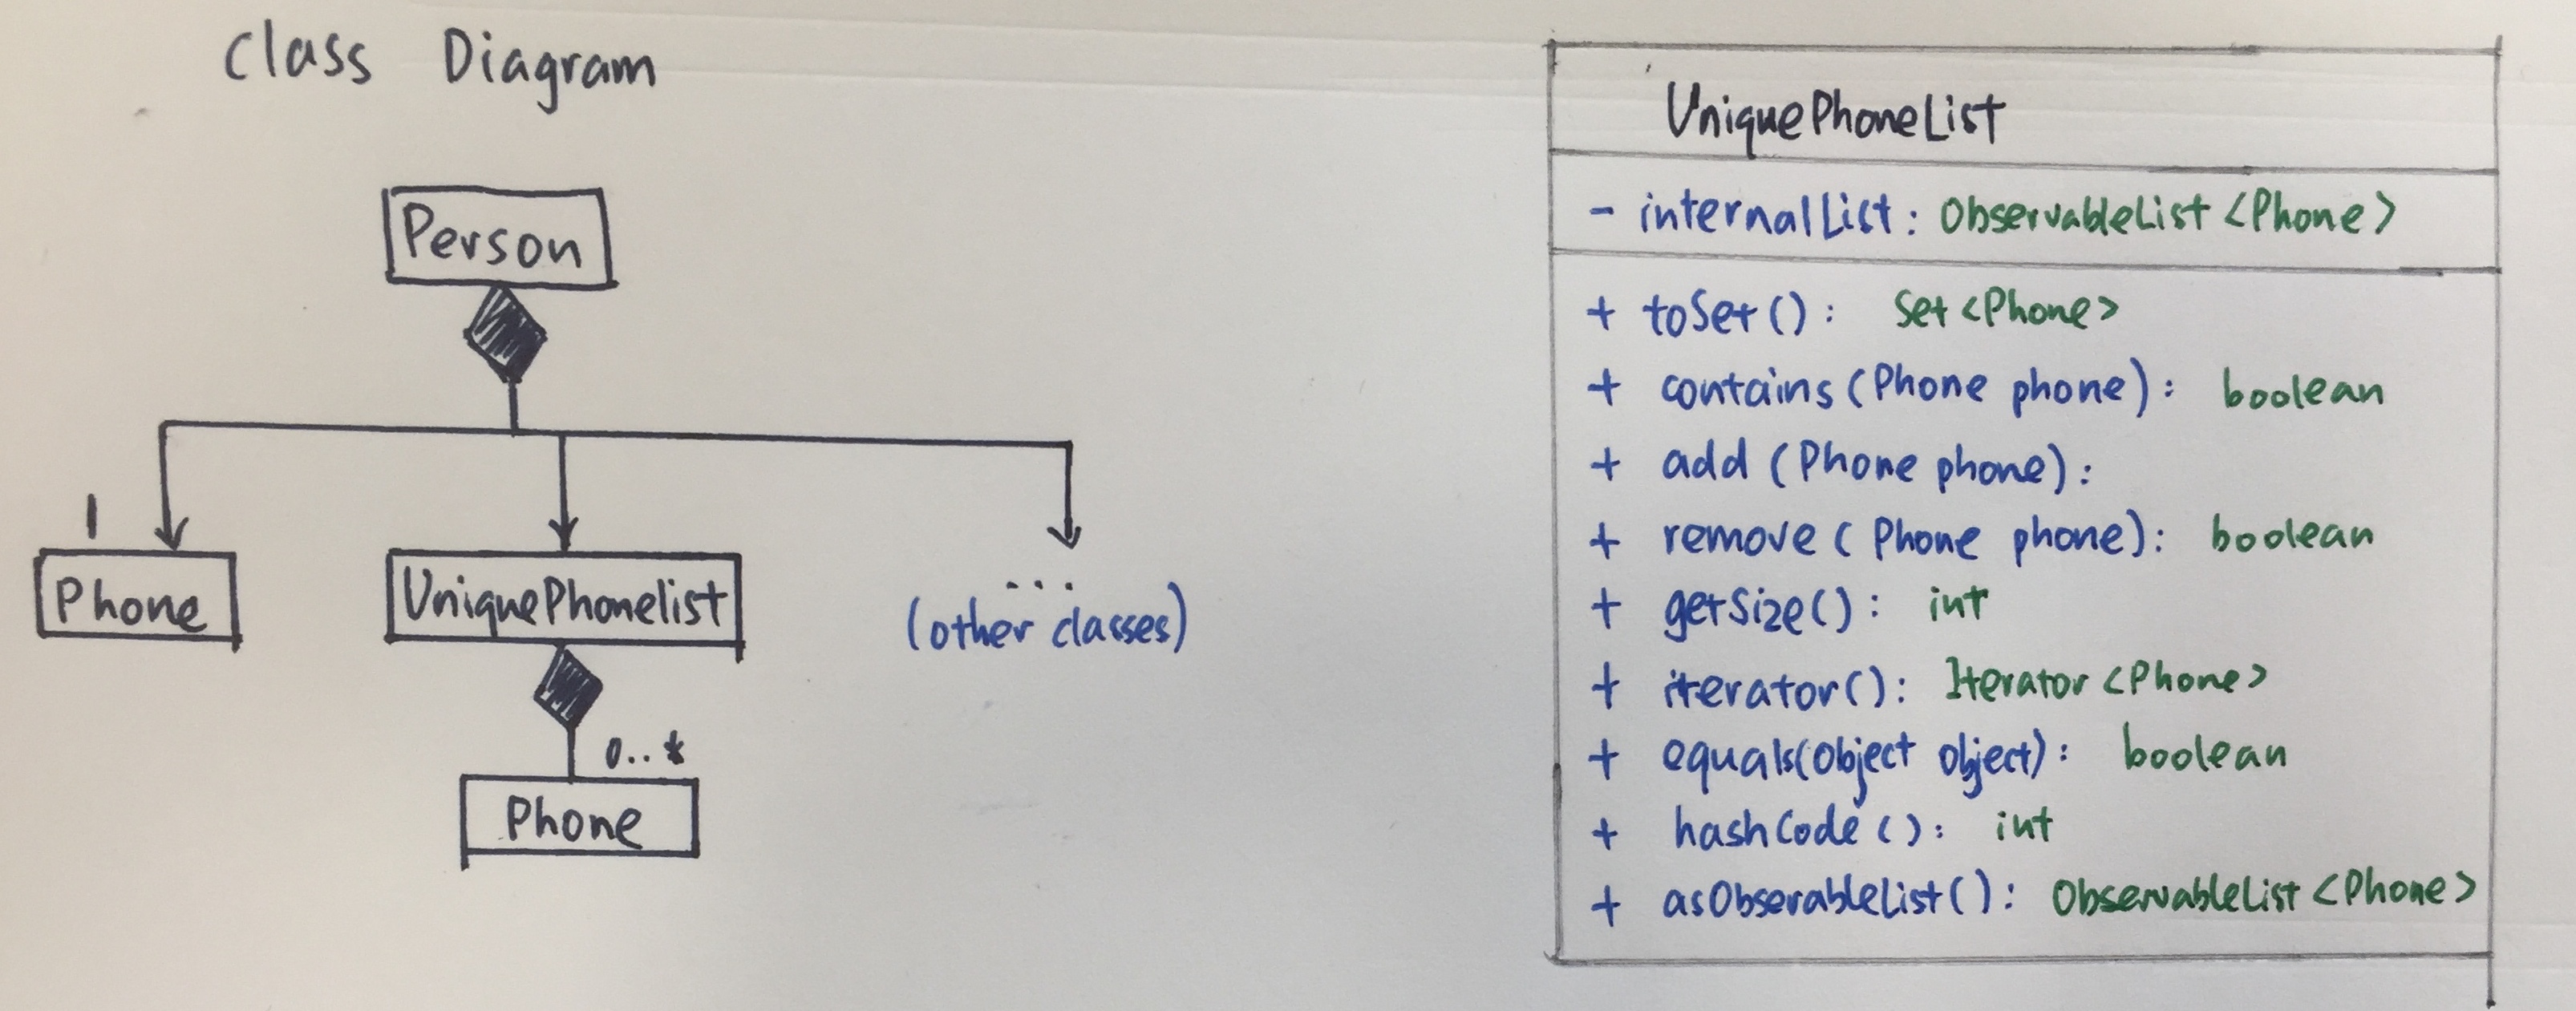 Class Diagram
Person
1
Phone
UniquePhonelist
...
(other classes)
0..*
Phone
UniquePhoneList
- internalList: ObservableList <Phone>
+ toSet(): Set <Phone>
+ contains (Phone phone): boolean
+ add (Phone phone):
+ remove ( Phone phone): boolean
+ getSize(): int
+ iterator(): Iterator <Phone>
+ equals(Object object): boolean
+ hashCode (): int
+ asObserableList(): ObservableList <Phone>